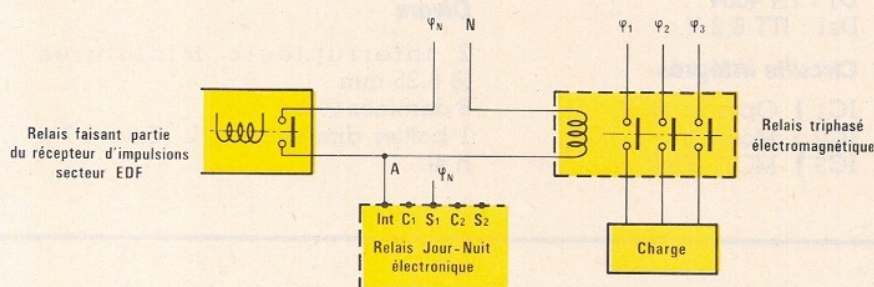 φN N φ1 φ2 φ3
Relais faisant partie
du récepteur d'impulsions
secteur EDF
Relais triphasé
électromagnétique
A φN
Int C1 S1 C2 S2
Relais Jour-Nuit
électronique
Charge